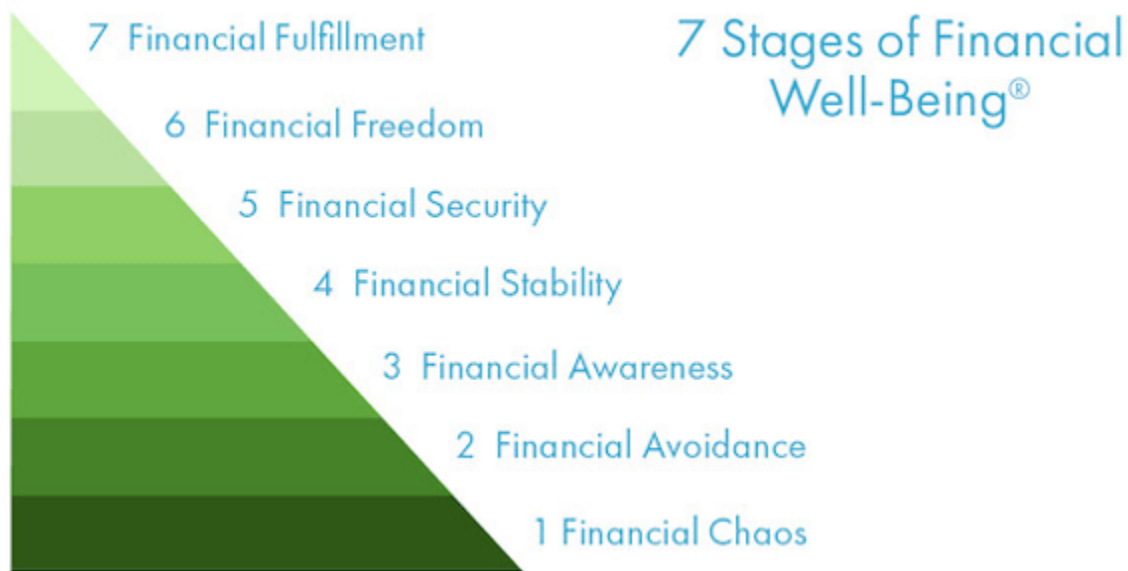 7 Stages of Financial
Well-Being®
7 Financial Fulfillment
6 Financial Freedom
5 Financial Security
4 Financial Stability
3 Financial Awareness
2 Financial Avoidance
1 Financial Chaos